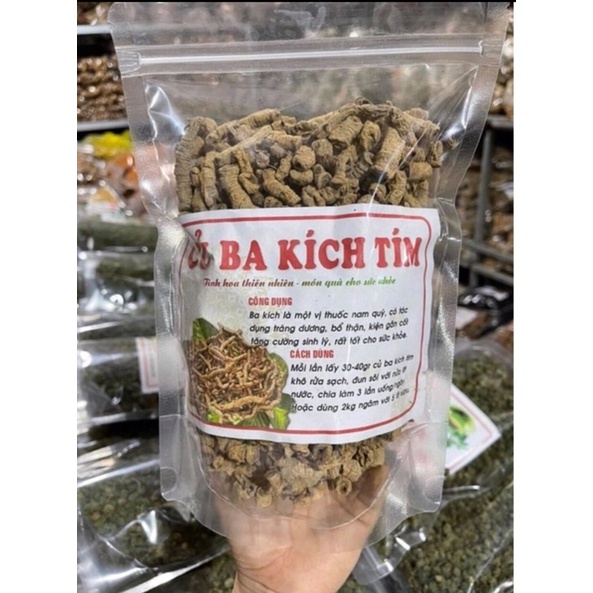 CỦ BA KÍCH TÍM
Tinh hoa thiên nhiên - món quà cho sức khỏe
CÔNG DỤNG
Ba kích là một vị thuốc nam quý, có tác
dụng tráng dương, bổ thận, kiện gân cốt
tăng cường sinh lý, rất tốt cho sức khỏe.
CÁCH DÙNG
Mỗi lần lấy 30-40gr củ ba kích tím
khô rửa sạch, đun sôi với nửa lít
nước, chia làm 3 lần uống/ngày
Hoặc dùng 2kg ngâm với